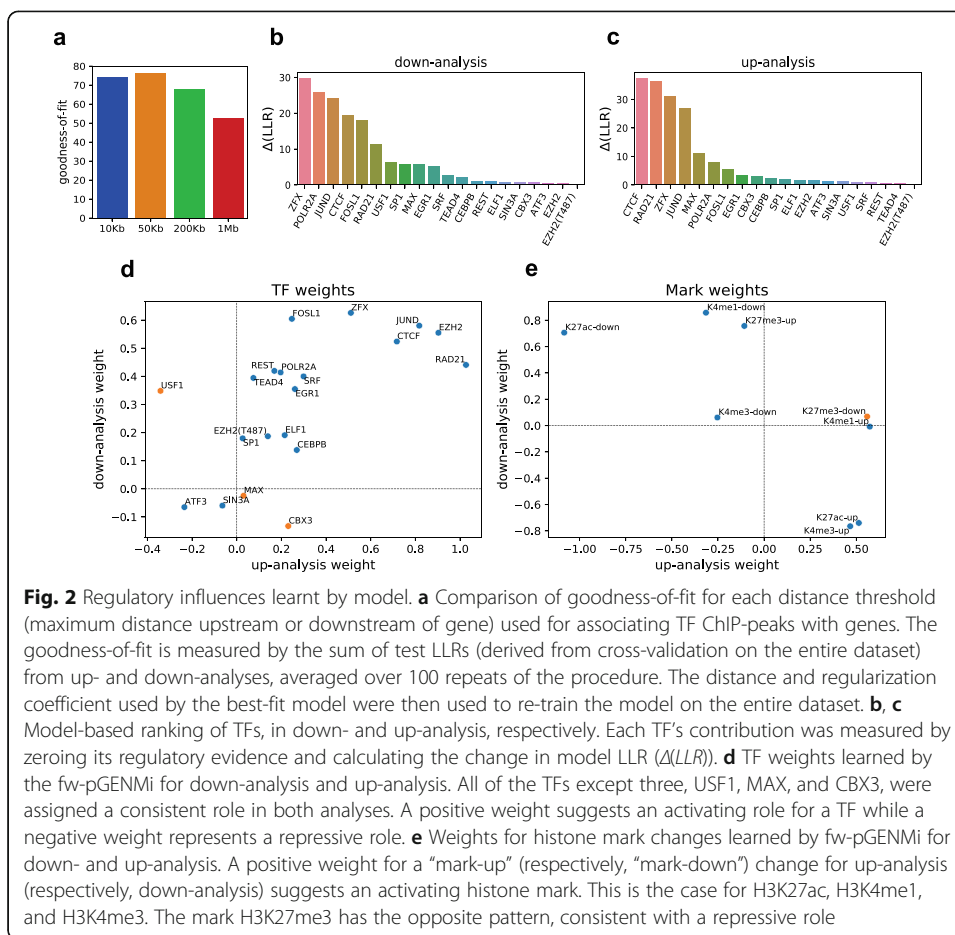 a
goodness-of-fit
80
70
60
50
40
30
20
10
0
10Kb 50Kb 200Kb 1Mb
b
down-analysis
Δ(LLR)
30
20
10
0
ZFX
POLR2A
JUND
CTCF
FOSL1
RAD21
USF1
SP1
MAX
EGR1
SRF
TEAD4
CEBPB
REST
ELF1
SIN3A
CBX3
ATF3
EZH2
EZH2(T487)
c
up-analysis
Δ(LLR)
30
20
10
0
CTCF
RAD21
ZFX
JUND
MAX
POLR2A
FOSL1
EGR1
CBX3
CEBPB
SP1
ELF1
EZH2
ATF3
SIN3A
USF1
SRF
REST
TEAD4
EZH2(T487)
d
TF weights
down-analysis weight
0.6
0.5
0.4
0.3
0.2
0.1
0.0
−0.1
FOSL1
ZFX
JUND
EZH2
CTCF
RAD21
REST
POLR2A
TEAD4
SRF
EGR1
USF1
EZH2(T487)
ELF1
SP1
CEBPB
MAX
ATF3
SIN3A
CBX3
−0.4 −0.2 0.0 0.2 0.4 0.6 0.8 1.0
up-analysis weight
e
Mark weights
down-analysis weight
0.8
0.6
0.4
0.2
0.0
−0.2
−0.4
−0.6
−0.8
K4me1-down
K27me3-up
K27ac-down
K4me3-down
K27me3-down
K4me1-up
K27ac-up
K4me3-up
−1.00 −0.75 −0.50 −0.25 0.00 0.25 0.50
up-analysis weight
Fig. 2 Regulatory influences learnt by model. a Comparison of goodness-of-fit for each distance threshold
(maximum distance upstream or downstream of gene) used for associating TF ChIP-peaks with genes. The
goodness-of-fit is measured by the sum of test LLRs (derived from cross-validation on the entire dataset)
from up- and down-analyses, averaged over 100 repeats of the procedure. The distance and regularization
coefficient used by the best-fit model were then used to re-train the model on the entire dataset. b, c
Model-based ranking of TFs, in down- and up-analysis, respectively. Each TF's contribution was measured by
zeroing its regulatory evidence and calculating the change in model LLR (Δ(LLR)). d TF weights learned by
the fw-pGENMi for down-analysis and up-analysis. All of the TFs except three, USF1, MAX, and CBX3, were
assigned a consistent role in both analyses. A positive weight suggests an activating role for a TF while a
negative weight represents a repressive role. e Weights for histone mark changes learned by fw-pGENMi for
down- and up-analysis. A positive weight for a "mark-up" (respectively, "mark-down") change for up-analysis
(respectively, down-analysis) suggests an activating histone mark. This is the case for H3K27ac, H3K4me1,
and H3K4me3. The mark H3K27me3 has the opposite pattern, consistent with a repressive role